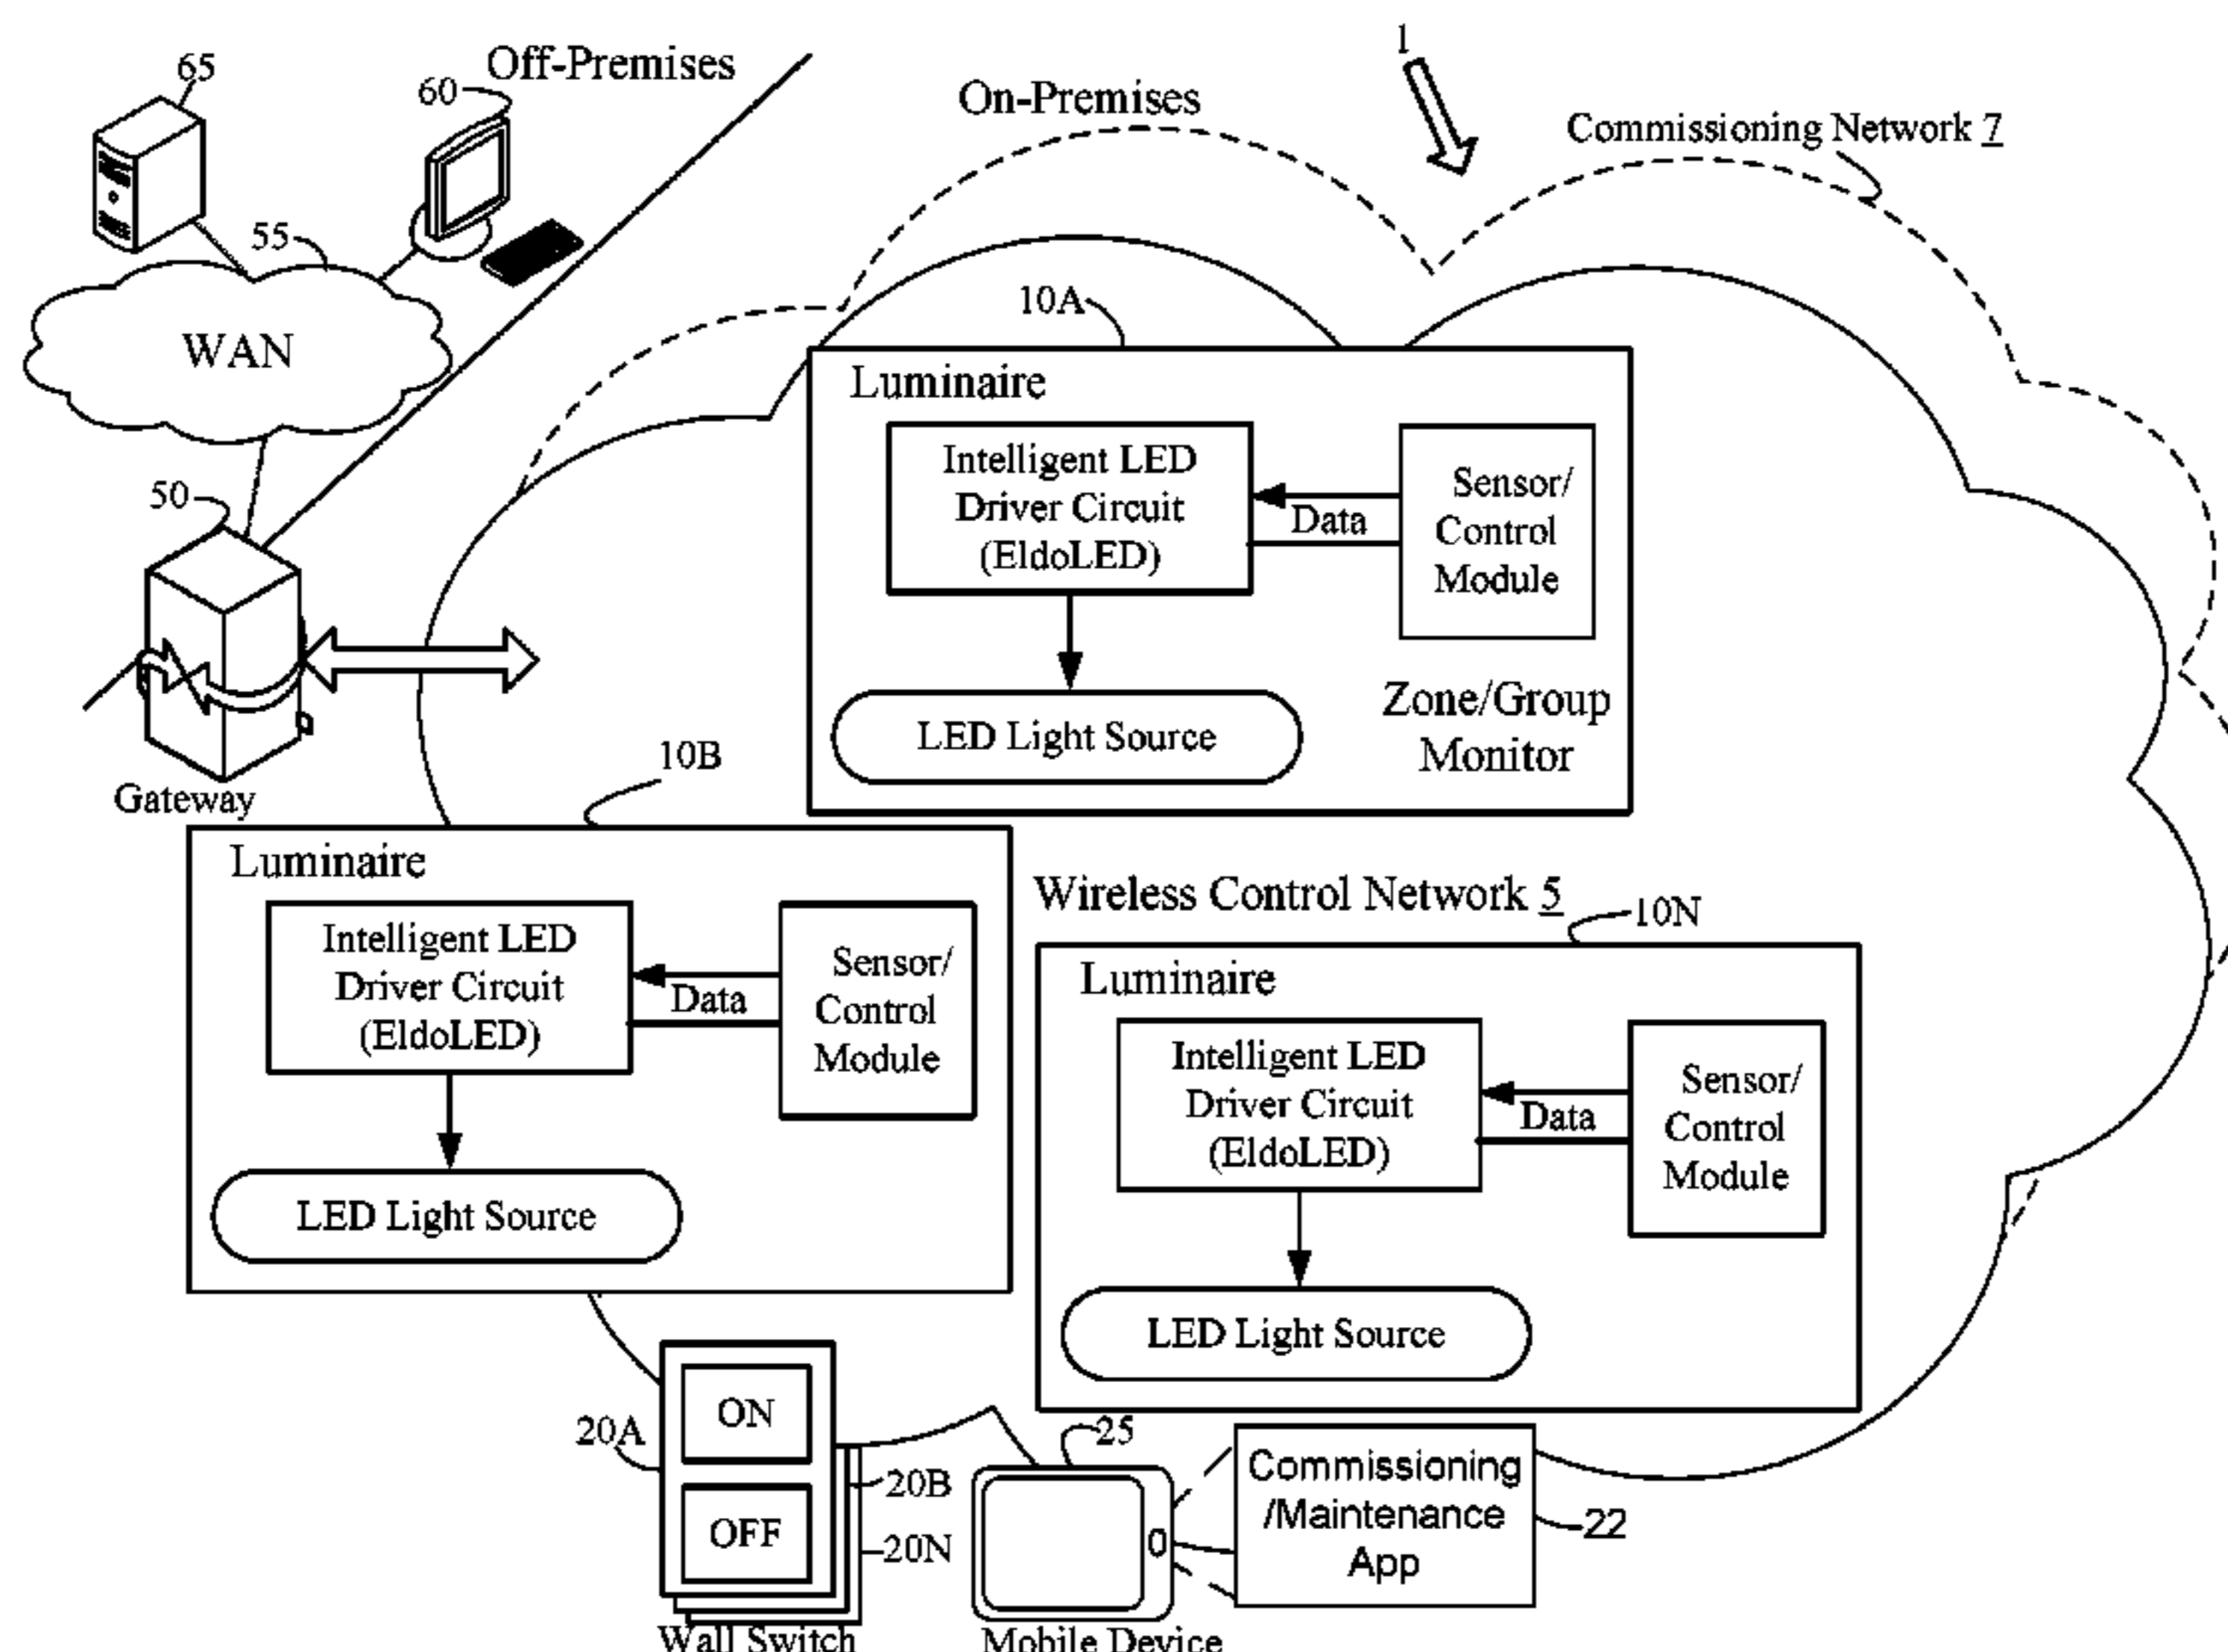 65
60
Off-Premises
On-Premises
1
Commissioning Network 7
55
WAN
10A
Luminaire
Intelligent LED
Driver Circuit
(EldoLED)
Data
Sensor/
Control
Module
LED Light Source
Zone/Group
Monitor
50
Gateway
10B
Luminaire
Intelligent LED
Driver Circuit
(EldoLED)
Data
Sensor/
Control
Module
LED Light Source
Wireless Control Network 5
10N
Luminaire
Intelligent LED
Driver Circuit
(EldoLED)
Data
Sensor/
Control
Module
LED Light Source
20A
ON
OFF
20B
20N
Wall Switch
25
Mobile Device
Commissioning
/Maintenance
App
22